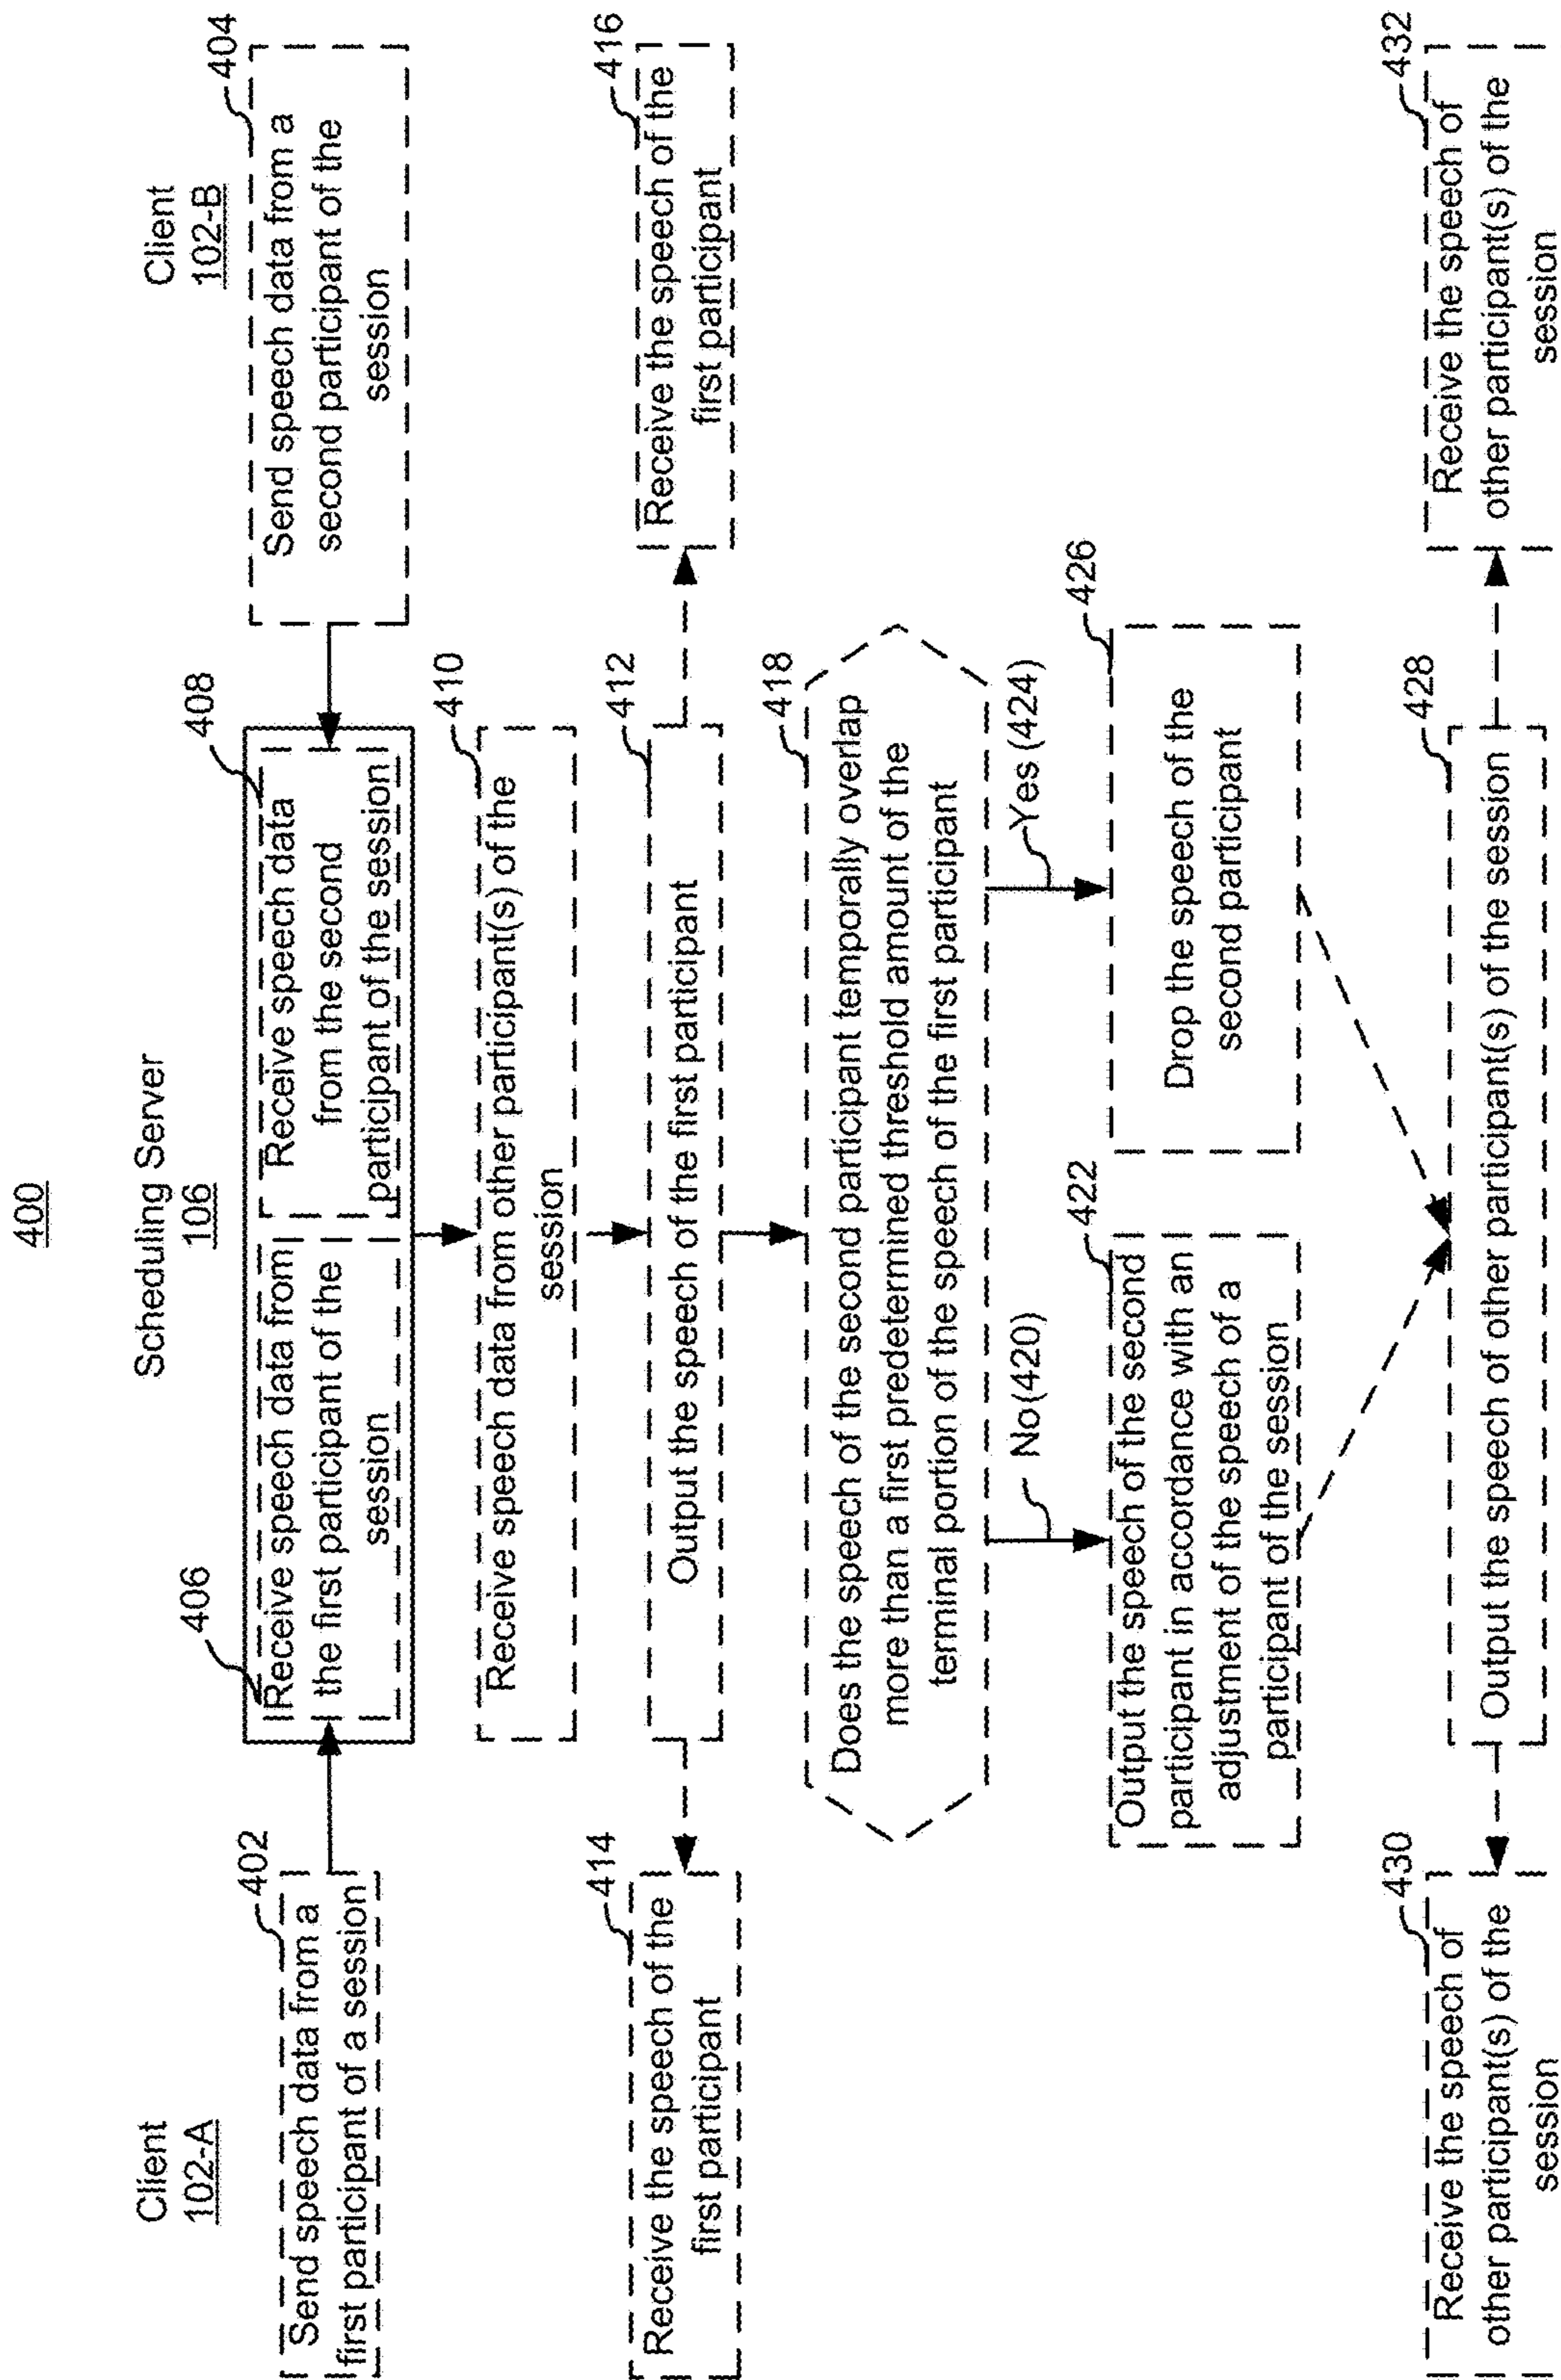 400
Client
102-A
Scheduling Server
106
Client
102-B
402
Send speech data from a
first participant of a session
406
Receive speech data from
the first participant of the
session
408
Receive speech data
from the second
participant of the session
404
Send speech data from a
second participant of the
session
410
Receive speech data from other participant(s) of the
session
412
Output the speech of the first participant
414
Receive the speech of the
first participant
416
Receive the speech of the
first participant
418
Does the speech of the second participant temporally overlap
more than a first predetermined threshold amount of the
terminal portion of the speech of the first participant
No(420)
Yes (424)
422
Output the speech of the second
participant in accordance with an
adjustment of the speech of a
participant of the session
426
Drop the speech of the
second participant
428
Output the speech of other participant(s) of the session
430
Receive the speech of
other participant(s) of the
session
432
Receive the speech of
other participant(s) of the
session